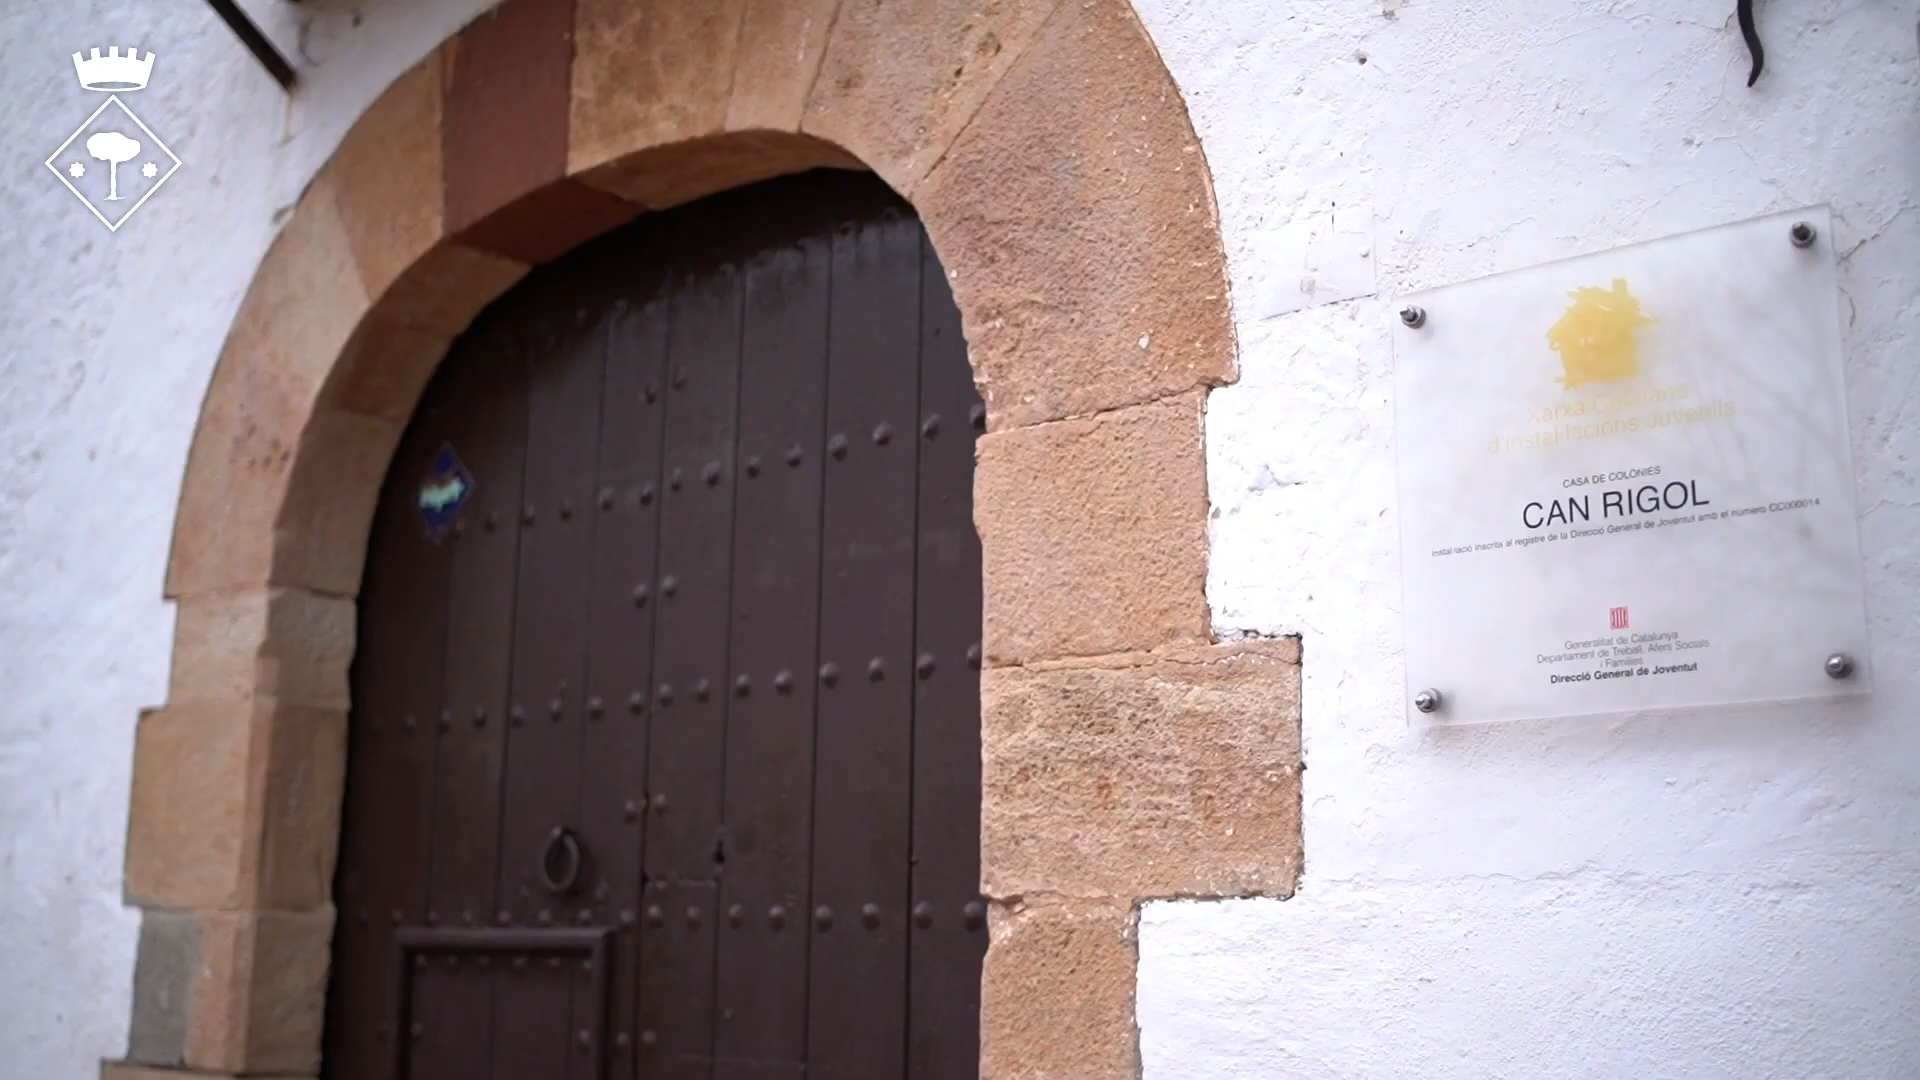 Xarxa Catalana
d'Instal·lacions Juvenils
CASA DE COLÒNIES
CAN RIGOL
Instal·lació inscrita al registre de la Direcció General de Joventut amb el número CC000014
Generalitat de Catalunya
Departament de Treball, Afers Socials
i Famílies
Direcció General de Joventut